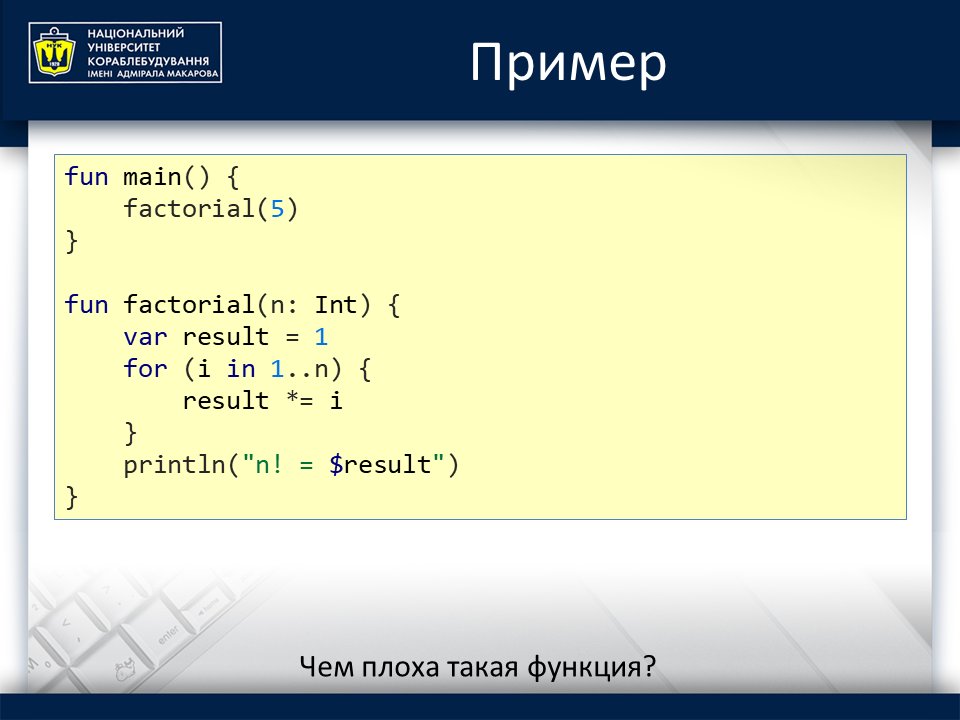 НАЦІОНАЛЬНИЙ
УНІВЕРСИТЕТ
КОРАБЛЕБУДУВАННЯ
ІМЕНІ АДМІРАЛА МАКАРОВА
НУК
1920
Пример
fun main() {
    factorial(5)
}

fun factorial(n: Int) {
    var result = 1
    for (i in 1..n) {
        result *= i
    }
    println("n! = $result")
}
enter
Чем плоха такая функция?